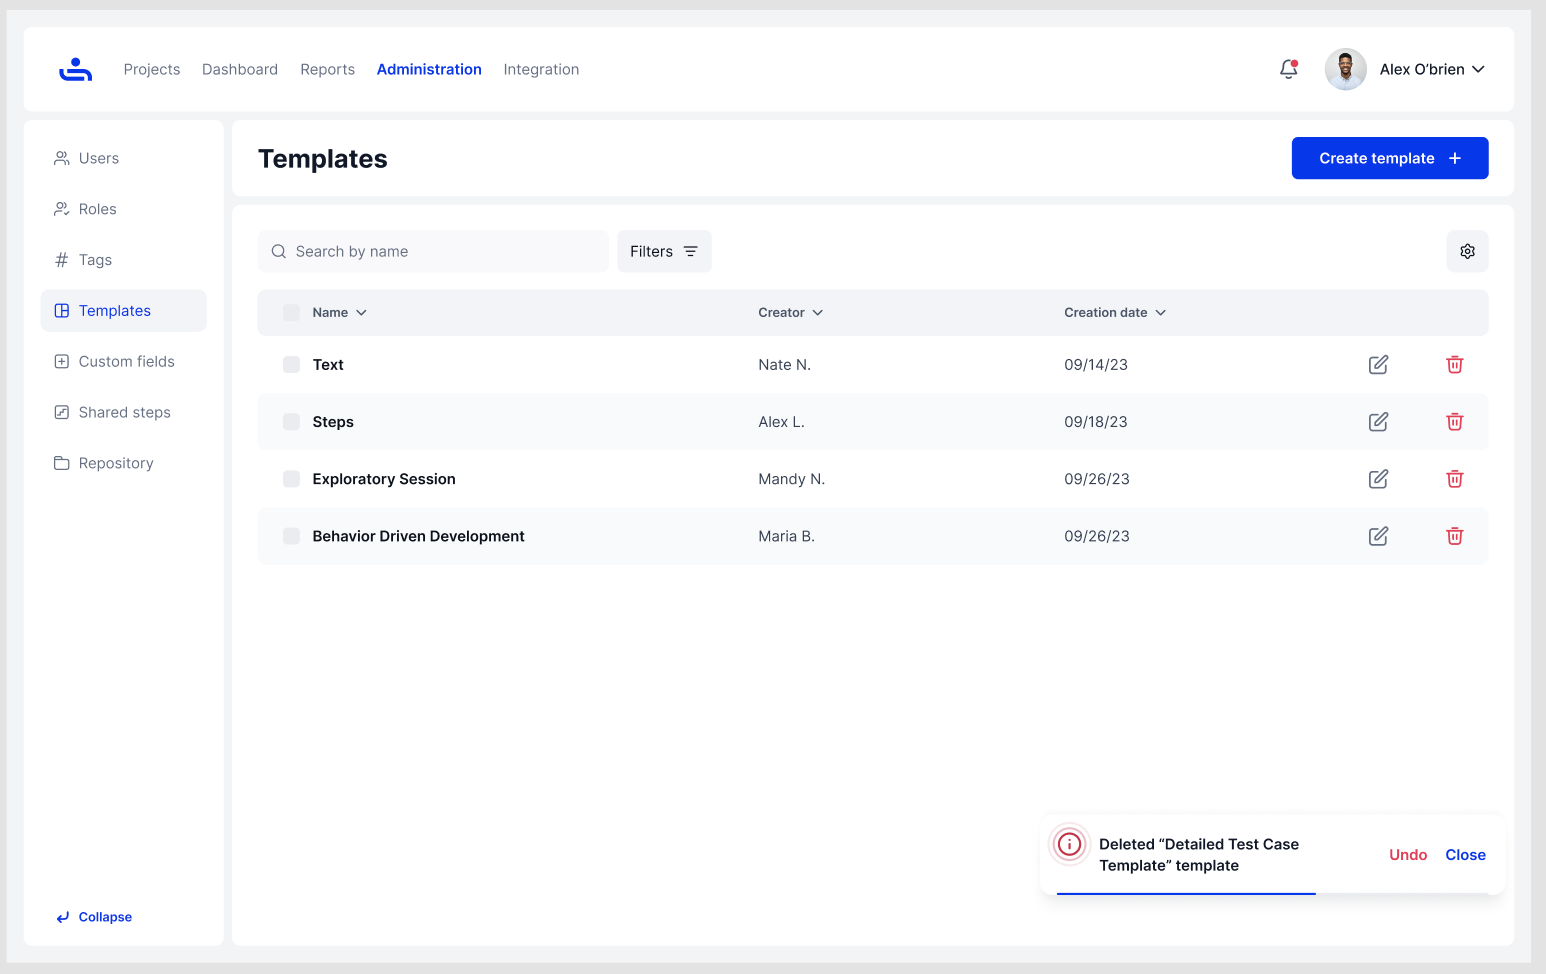 Projects Dashboard Reports Administration Integration
Alex O’brien
Users
Roles
Tags
Templates
Custom fields
Shared steps
Repository
Collapse
Templates
Create template
Search by name
Filters
Name Creator Creation date
Text Nate N. 09/14/23
Steps Alex L. 09/18/23
Exploratory Session Mandy N. 09/26/23
Behavior Driven Development Maria B. 09/26/23
Deleted “Detailed Test Case
Template” template
Undo Close